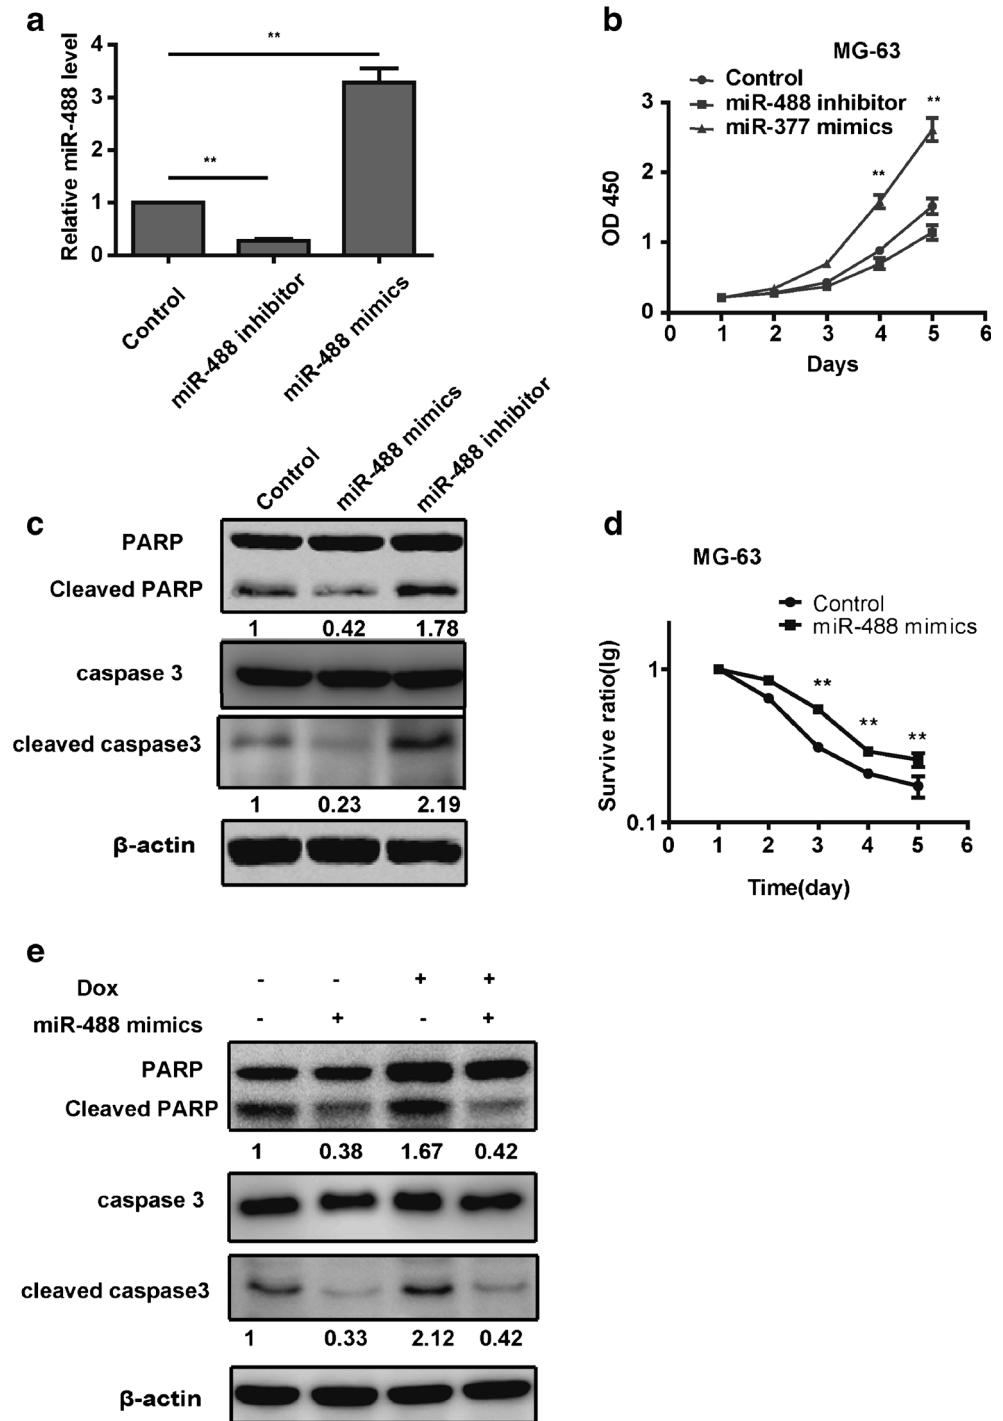 a
Relative miR-488 level
4
3
2
1
0
**
**
Control
miR-488 inhibitor
miR-488 mimics
b
MG-63
Control
miR-488 inhibitor
miR-377 mimics
OD 450
3
2
1
0
**
**
0 1 2 3 4 5 6
Days
c
Control
miR-488 mimics
miR-488 inhibitor
PARP
Cleaved PARP
1 0.42 1.78
caspase 3
cleaved caspase3
1 0.23 2.19
β-actin
d
MG-63
Control
miR-488 mimics
Survive ratio(lg)
1
0.1
**
**
**
0 1 2 3 4 5 6
Time(day)
e
Dox - - + +
miR-488 mimics - + - +
PARP
Cleaved PARP
1 0.38 1.67 0.42
caspase 3
cleaved caspase3
1 0.33 2.12 0.42
β-actin